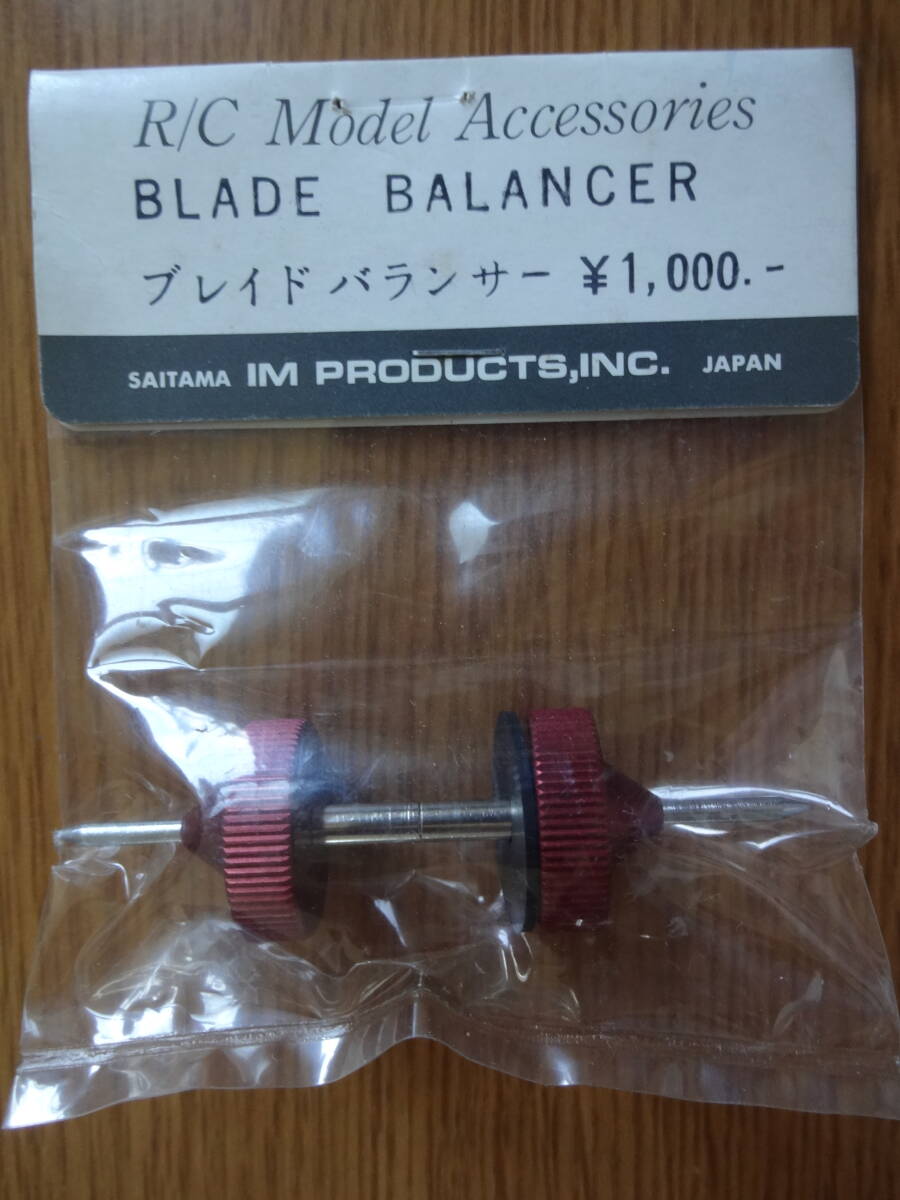 R/C Model Accessories
BLADE BALANCER
ブレイドバランサー ¥1,000.-
SAITAMA IM PRODUCTS,INC. JAPAN